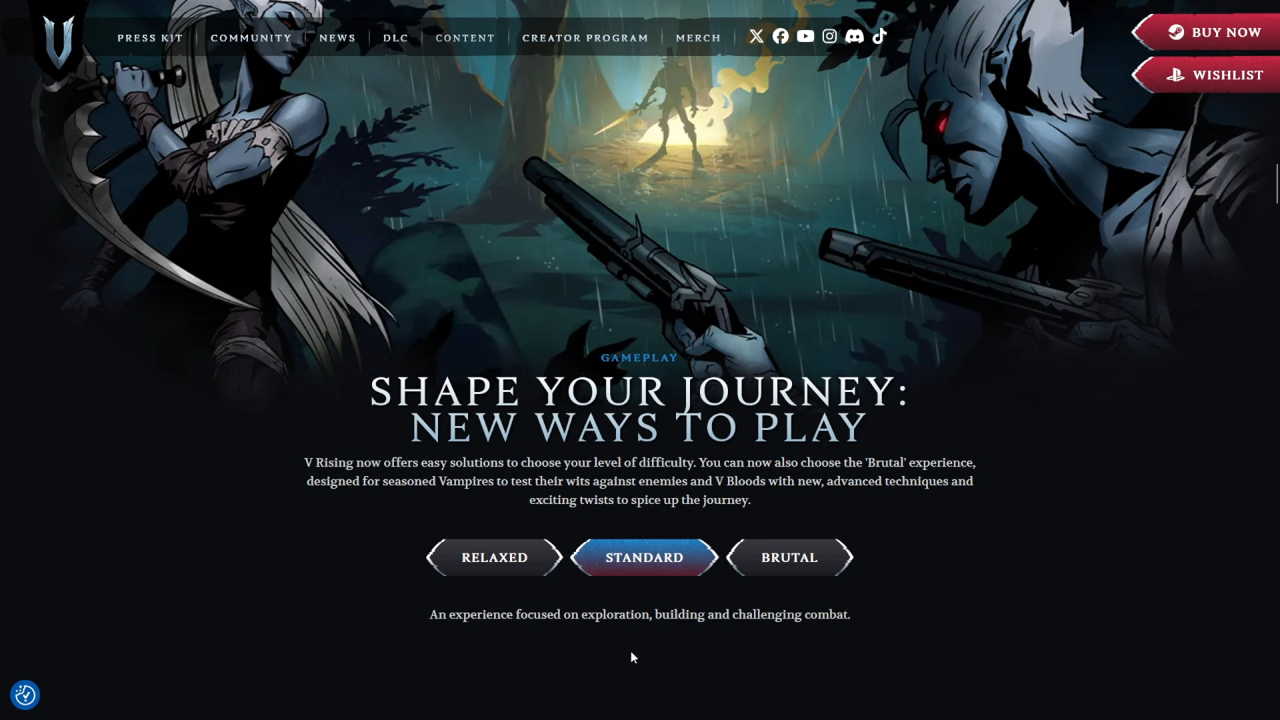 PRESS KIT
COMMUNITY
NEWS
DLC
CONTENT
CREATOR PROGRAM
MERCH
BUY NOW
WISHLIST
GAMEPLAY
SHAPE YOUR JOURNEY:
NEW WAYS TO PLAY
V Rising now offers easy solutions to choose your level of difficulty. You can now also choose the 'Brutal' experience,
designed for seasoned Vampires to test their wits against enemies and V Bloods with new, advanced techniques and
exciting twists to spice up the journey.
RELAXED
STANDARD
BRUTAL
An experience focused on exploration, building and challenging combat.